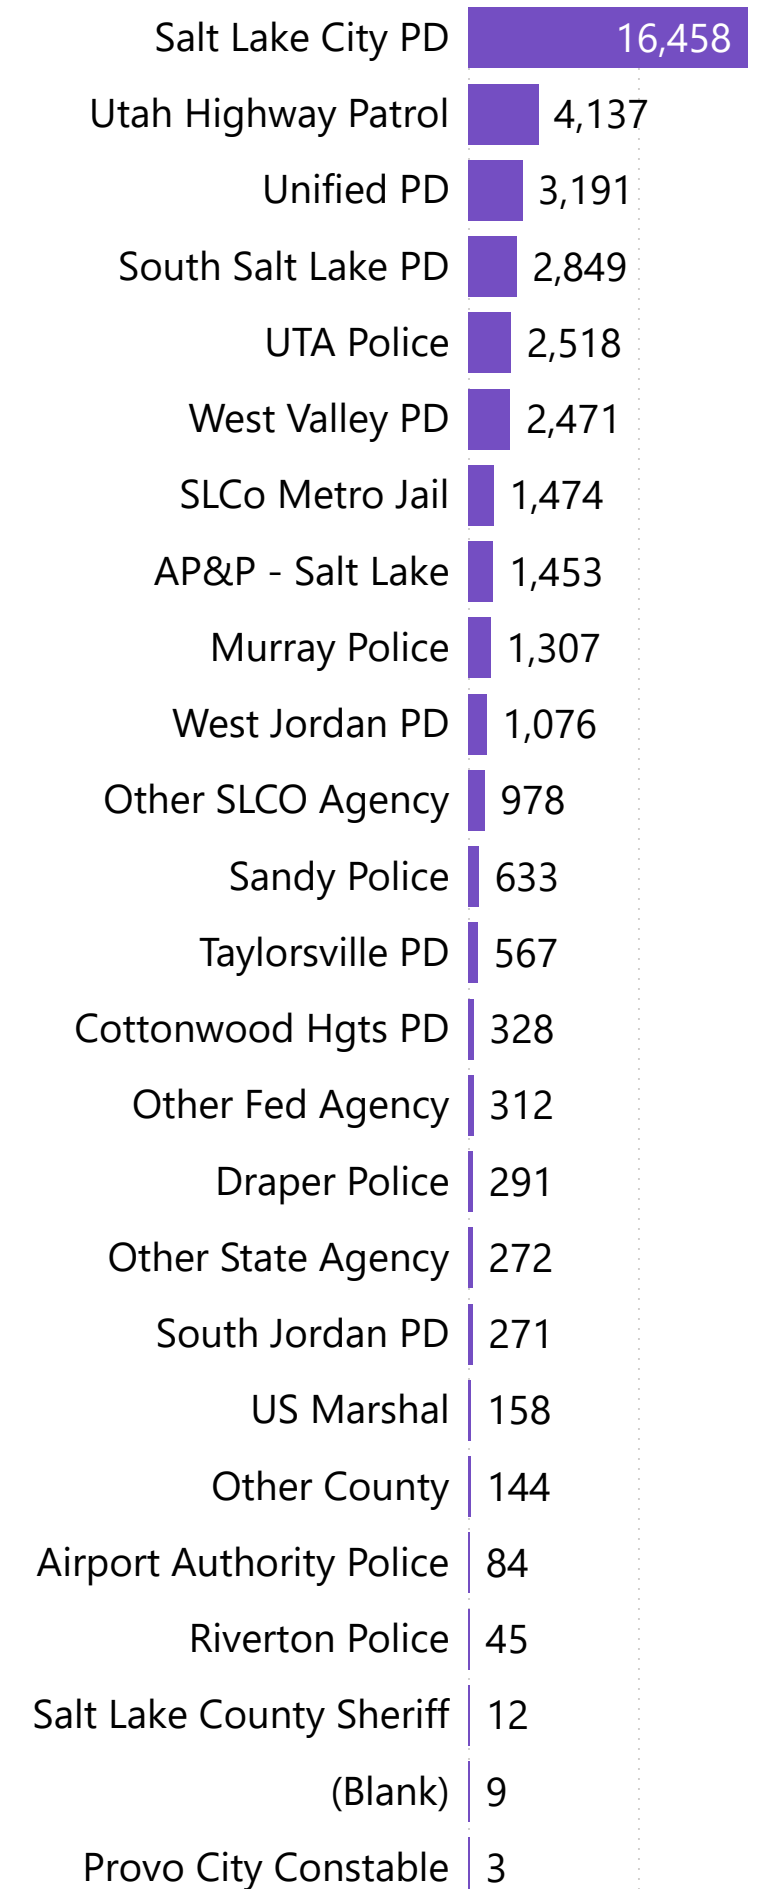 Salt Lake City PD 16,458
Utah Highway Patrol 4,137
Unified PD 3,191
South Salt Lake PD 2,849
UTA Police 2,518
West Valley PD 2,471
SLCo Metro Jail 1,474
AP&P - Salt Lake 1,453
Murray Police 1,307
West Jordan PD 1,076
Other SLCO Agency 978
Sandy Police 633
Taylorsville PD 567
Cottonwood Hgts PD 328
Other Fed Agency 312
Draper Police 291
Other State Agency 272
South Jordan PD 271
US Marshal 158
Other County 144
Airport Authority Police 84
Riverton Police 45
Salt Lake County Sheriff 12
(Blank) 9
Provo City Constable 3